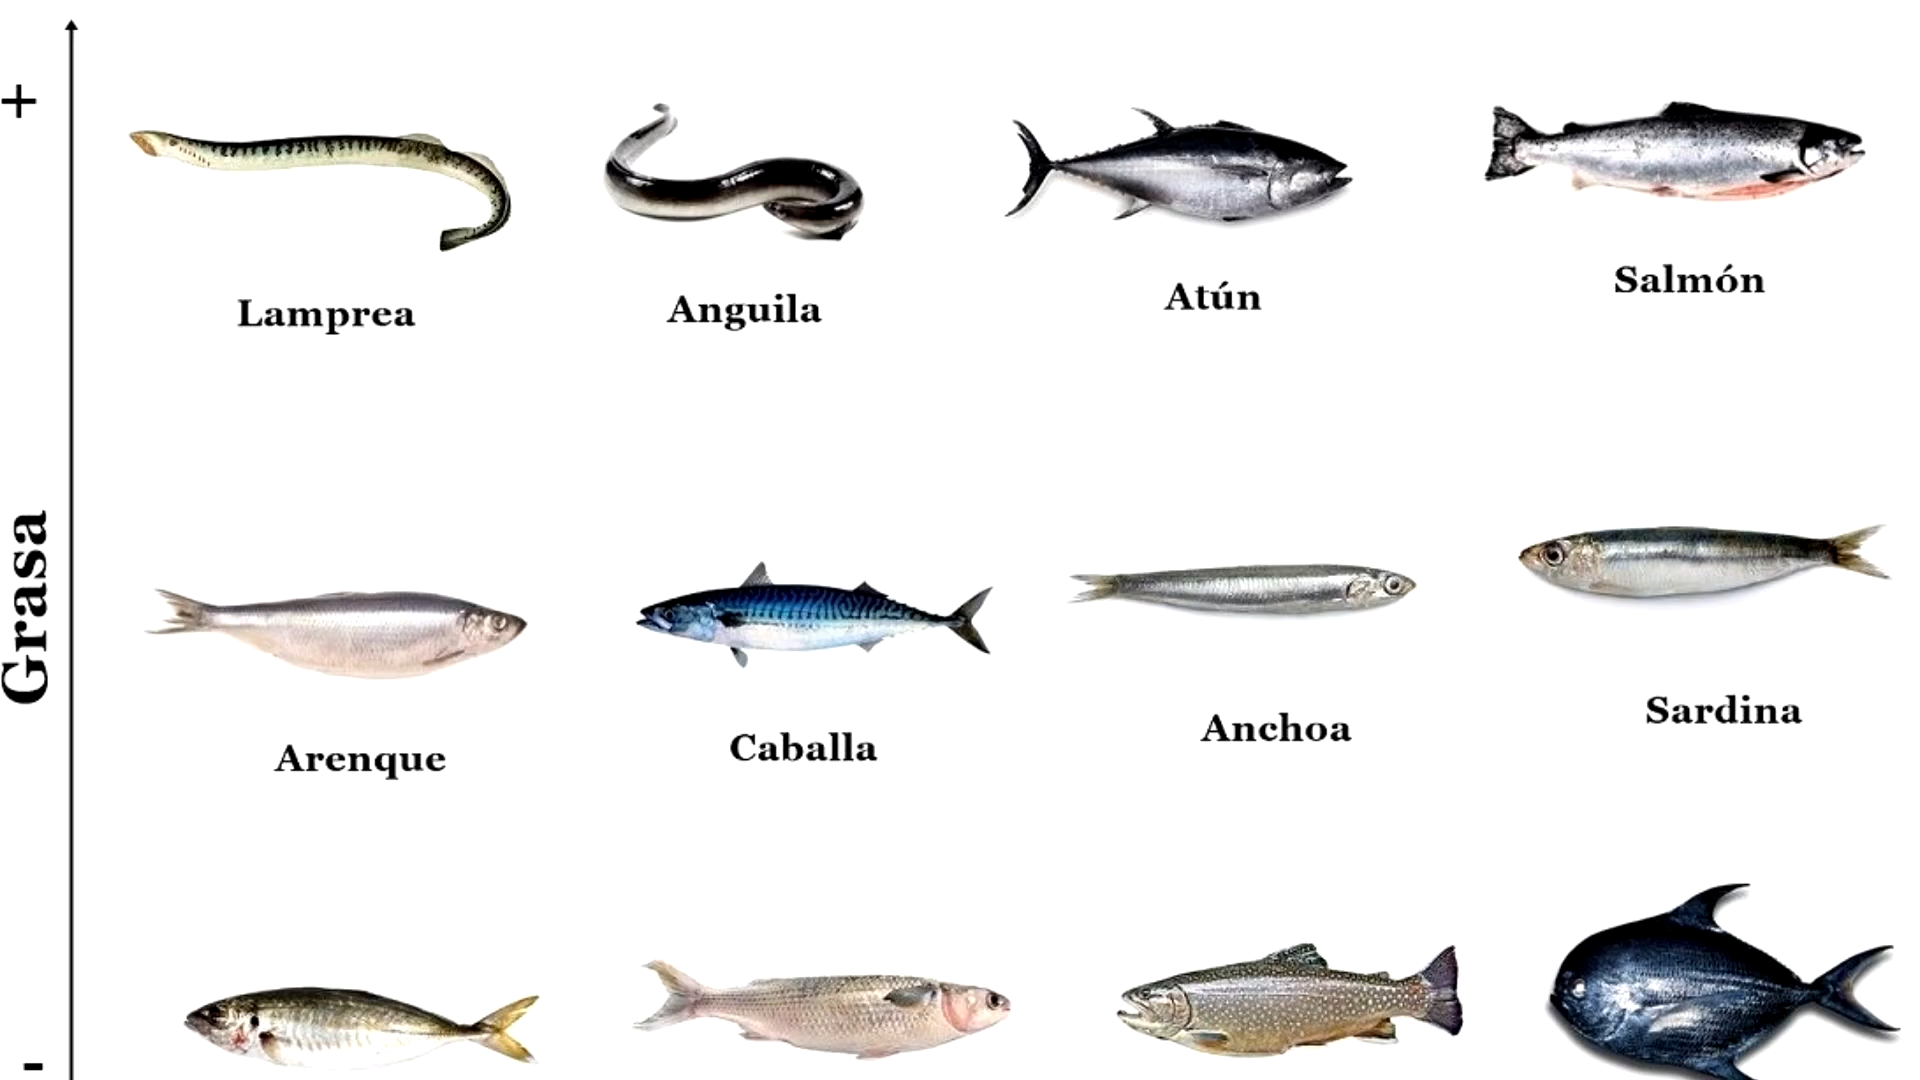 +
Lamprea
Anguila
Atún
Salmón
Grasa
Arenque
Caballa
Anchoa
Sardina
-